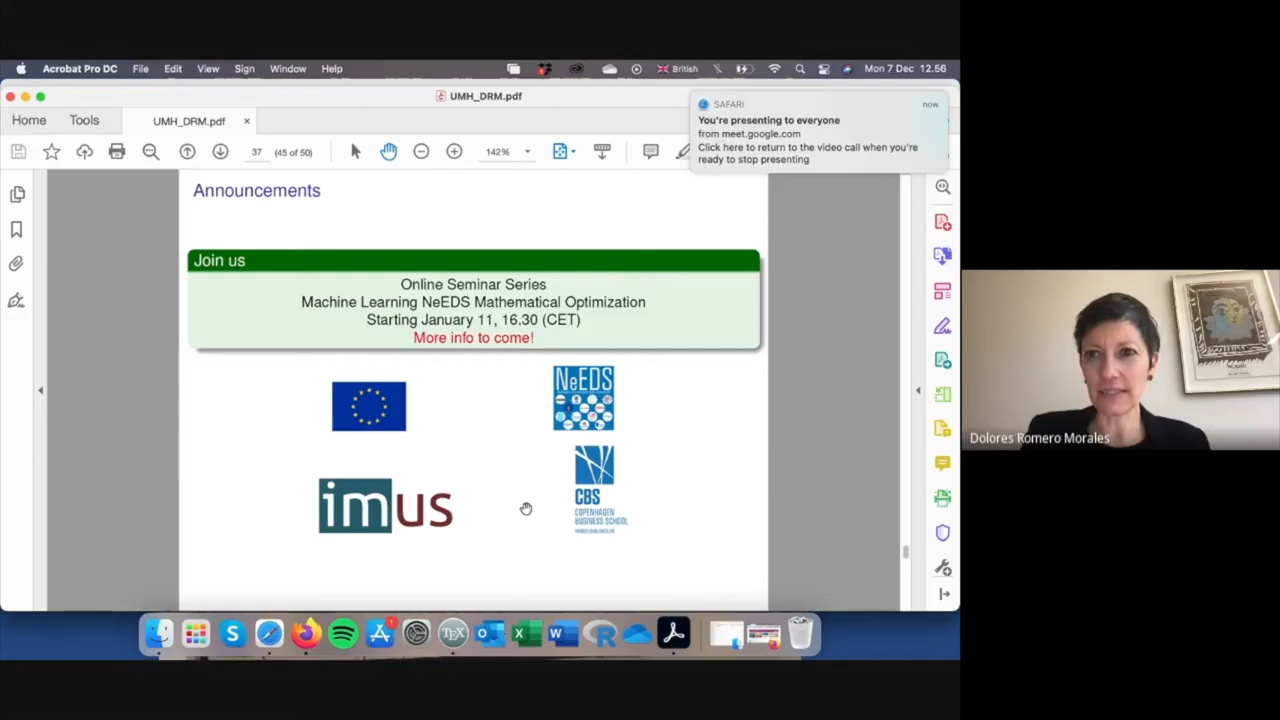 Acrobat Pro DC File Edit View Sign Window Help British Mon 7 Dec 12.56
UMH_DRM.pdf
SAFARI now
You're presenting to everyone
from meet.google.com
Click here to return to the video call when you're
ready to stop presenting
Home Tools UMH_DRM.pdf ×
37 (45 of 50) 142%
Announcements
Join us
Online Seminar Series
Machine Learning NeEDS Mathematical Optimization
Starting January 11, 16.30 (CET)
More info to come!
NeEDS
imus
CBS
COPENHAGEN
BUSINESS SCHOOL
Dolores Romero Morales
1
S TEX W R